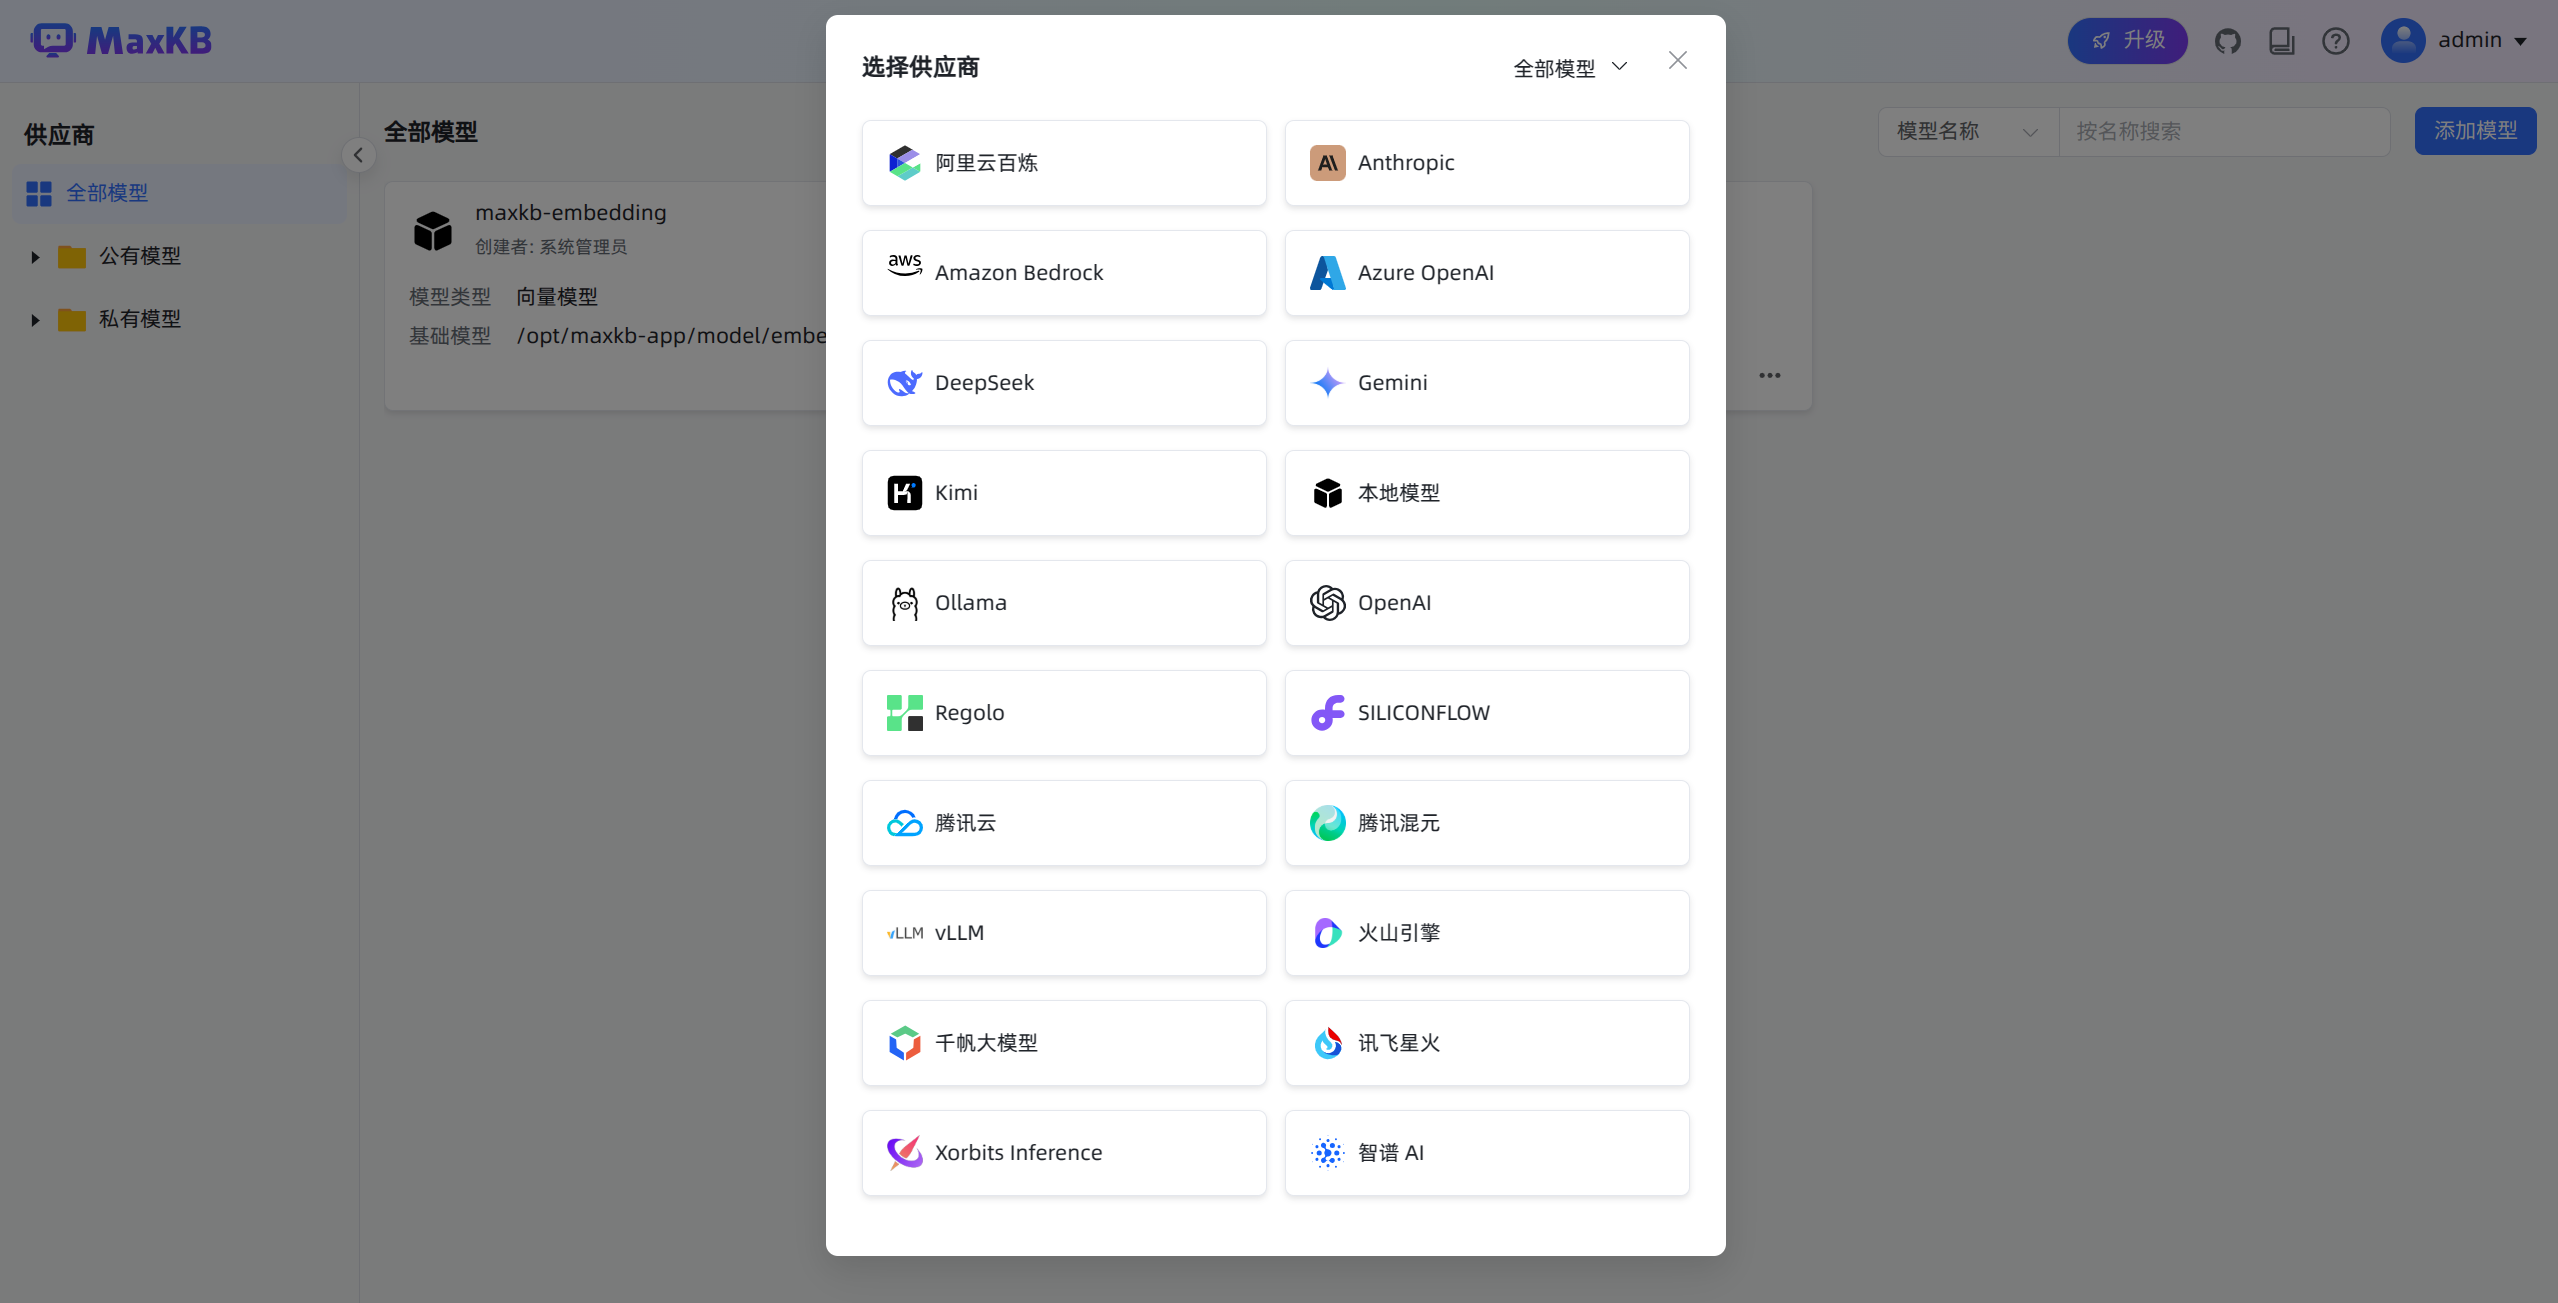 MaxKB
升级
admin
供应商
全部模型
公有模型
私有模型
全部模型
模型名称
按名称搜索
添加模型
maxkb-embedding
创建者: 系统管理员
模型类型 向量模型
基础模型 /opt/maxkb-app/model/embe
选择供应商
全部模型
阿里云百炼
Anthropic
aws
Amazon Bedrock
Azure OpenAI
DeepSeek
Gemini
Kimi
本地模型
Ollama
OpenAI
Regolo
SILICONFLOW
腾讯云
腾讯混元
vLLM
vLLM
火山引擎
千帆大模型
讯飞星火
Xorbits Inference
智谱 AI